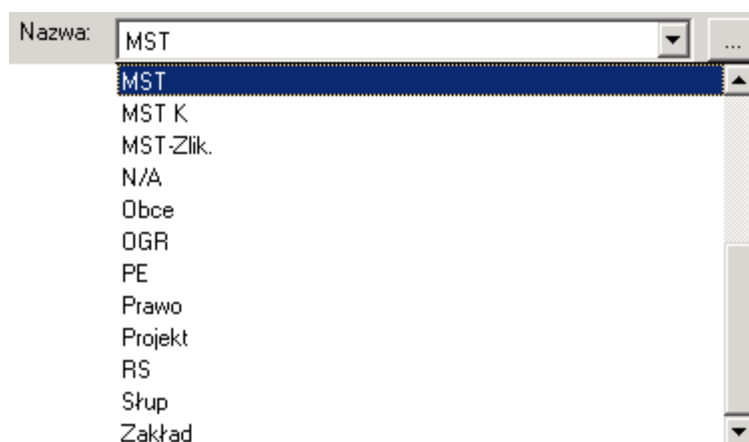 Nazwa: MST ...
MST
MST K
MST-Zlik.
N/A
Obce
OGR
PE
Prawo
Projekt
RS
Słup
Zakład